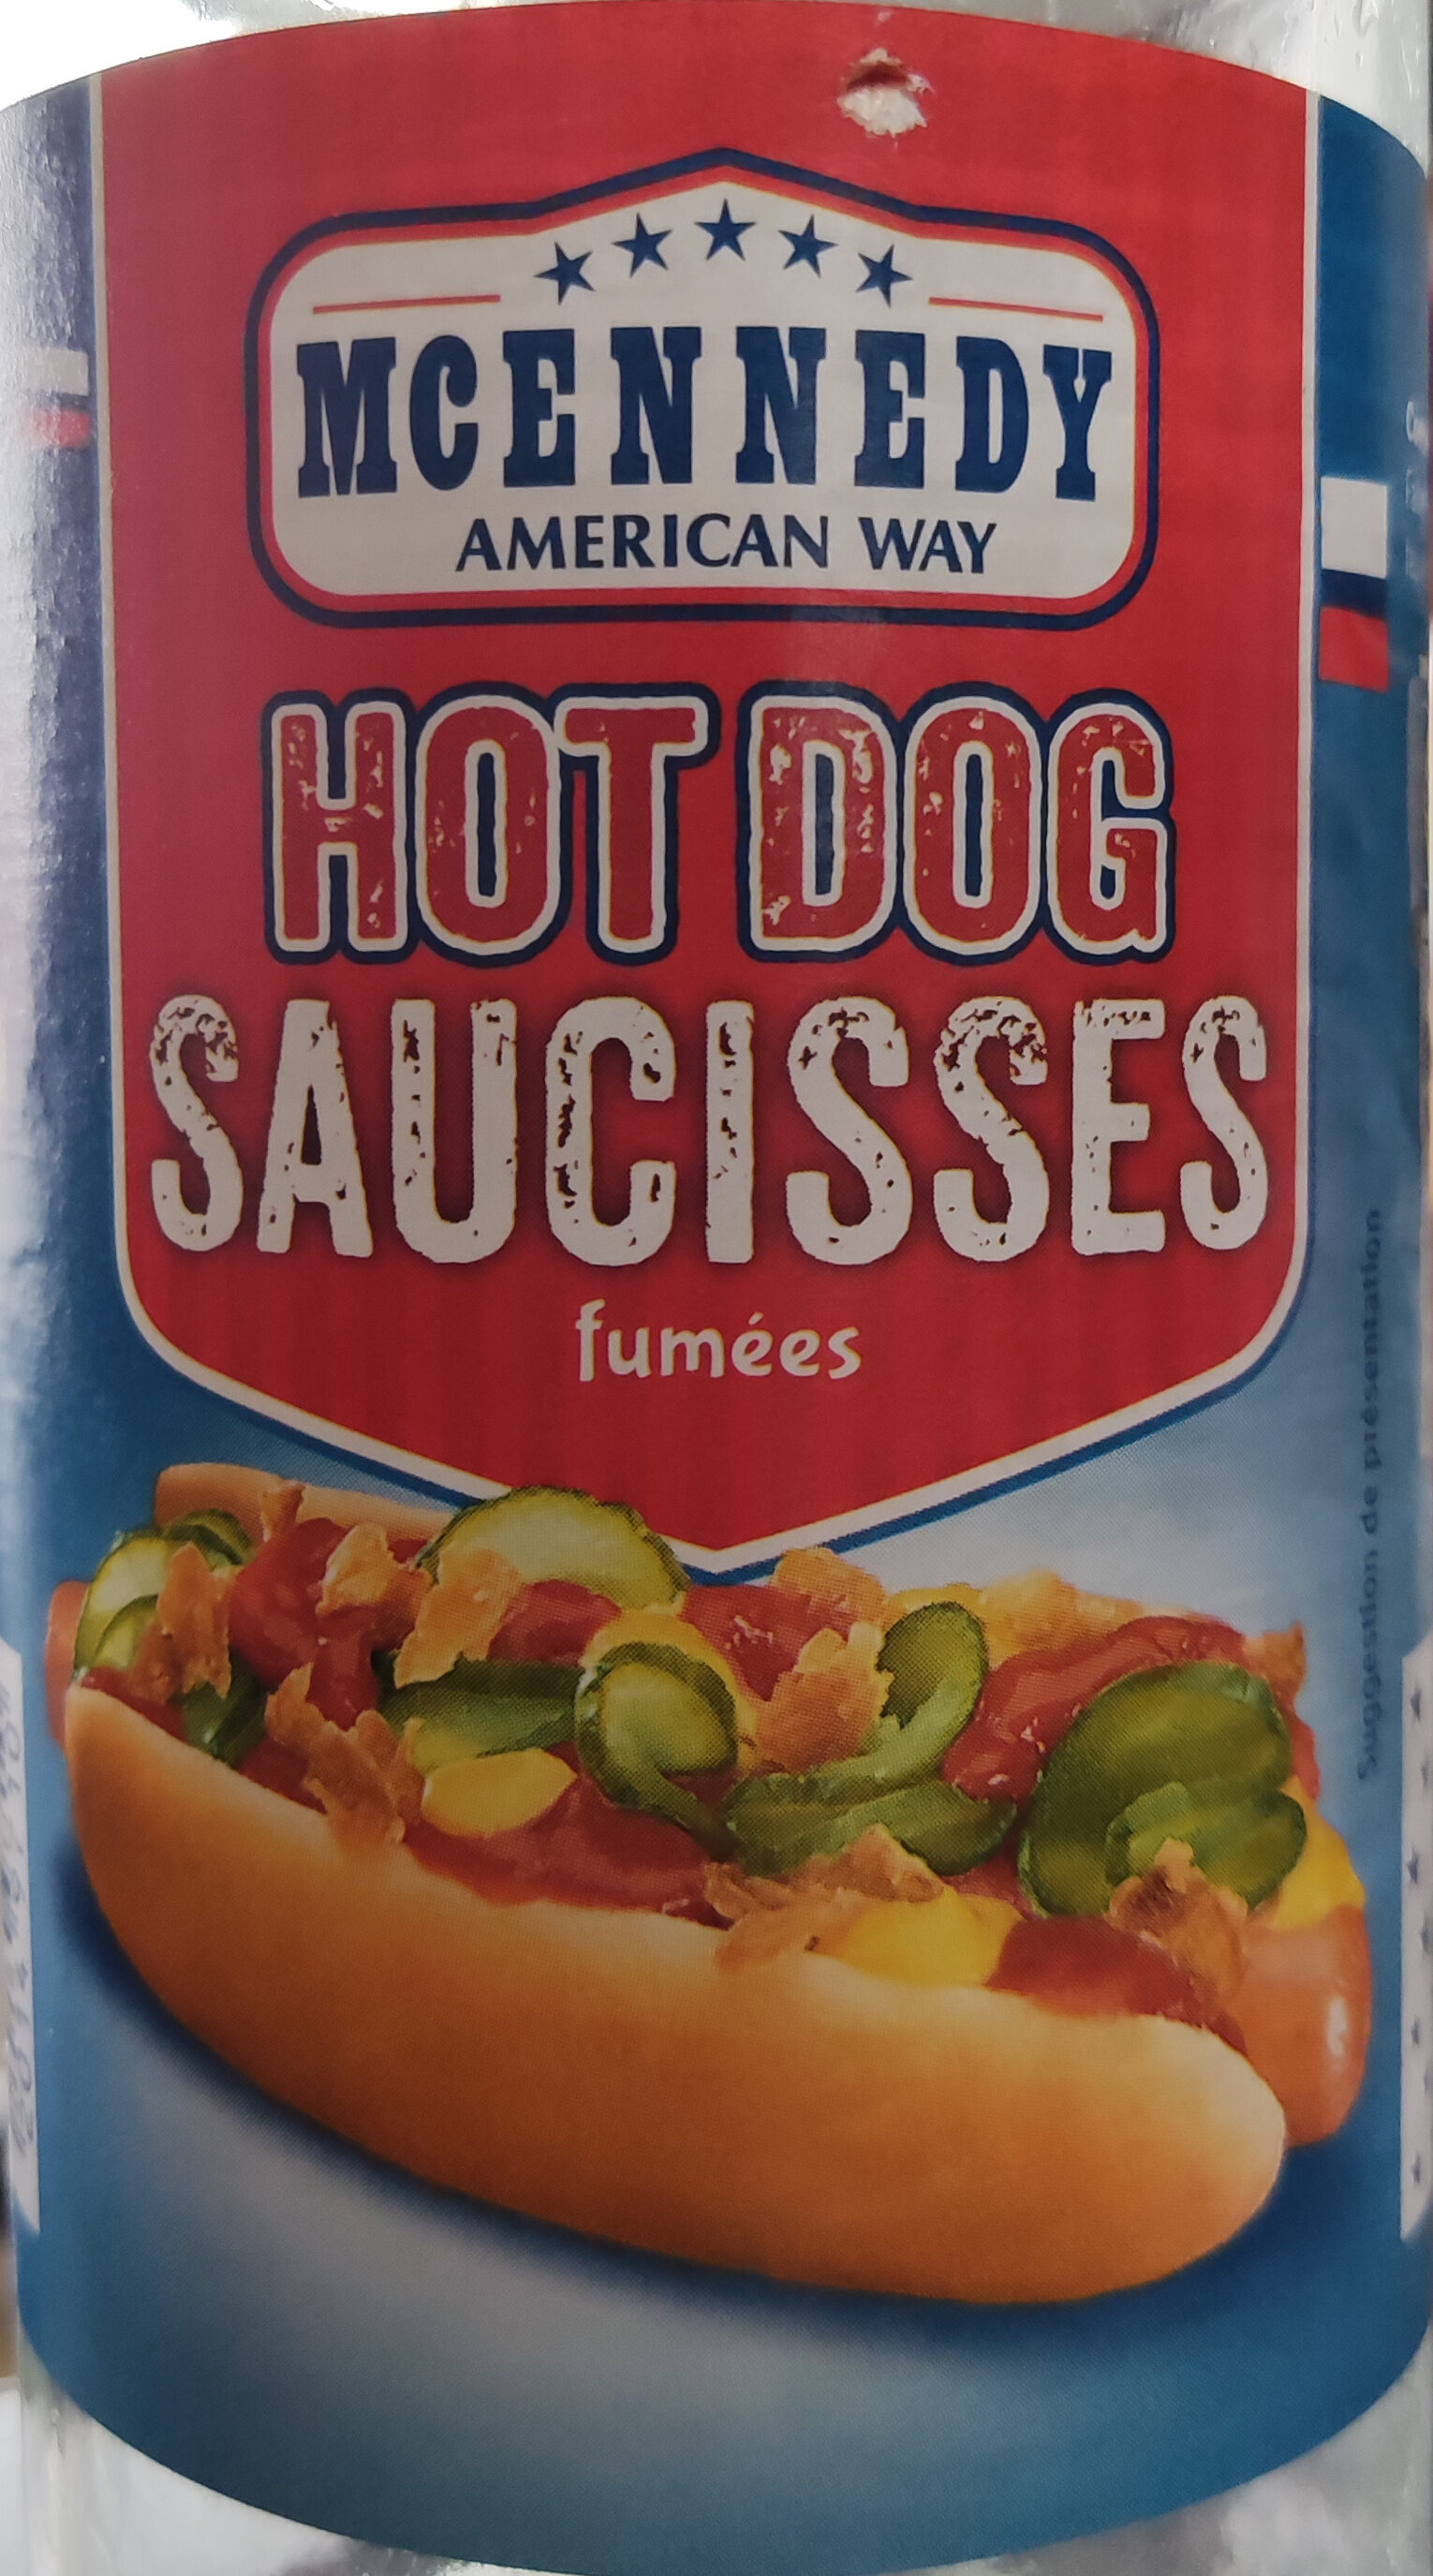 MCENNEDY
AMERICAN WAY
HOT DOG
SAUCISSES
fumées
Suggestion de présentation